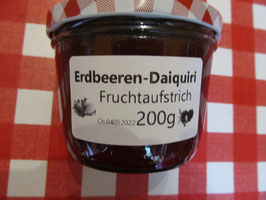 Erdbeeren-Daiquiri
Fruchtaufstrich
Ch.04052022 200g